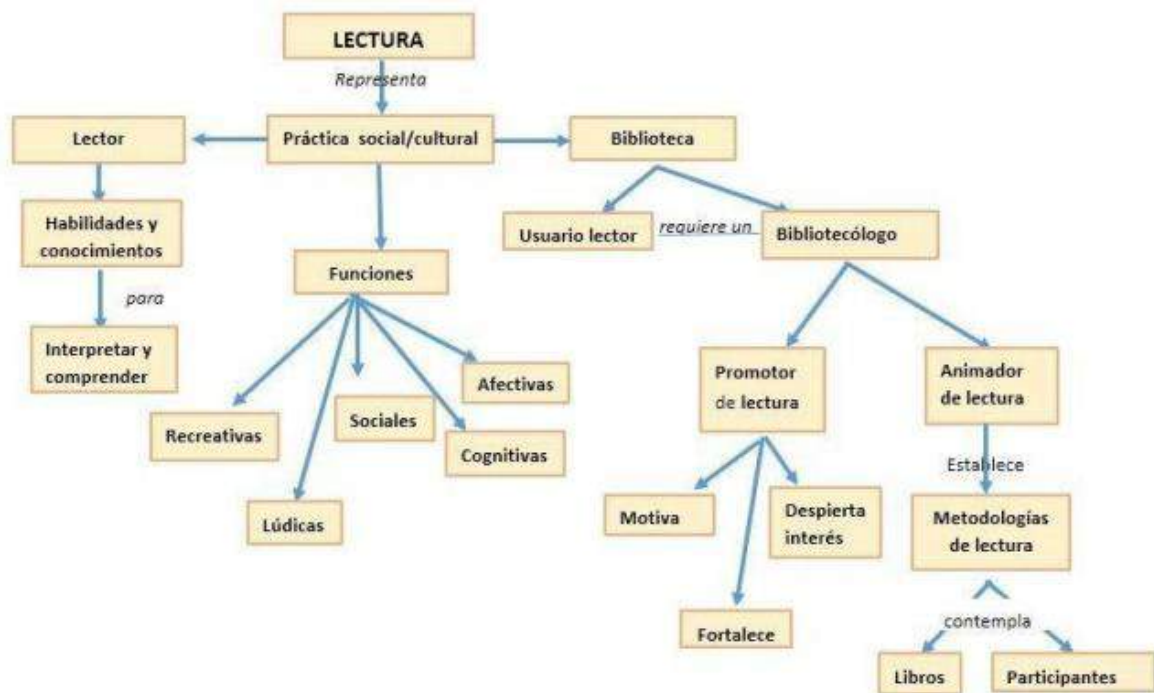 LECTURA
Representa
Lector
Práctica social/cultural
Biblioteca
Habilidades y
conocimientos
Usuario lector
requiere un
Bibliotecólogo
Funciones
para
Interpretar y
comprender
Afectivas
Promotor
de lectura
Animador
de lectura
Sociales
Recreativas
Cognitivas
Establece
Motiva
Despierta
interés
Lúdicas
Metodologías
de lectura
contempla
Fortalece
Libros
Participantes